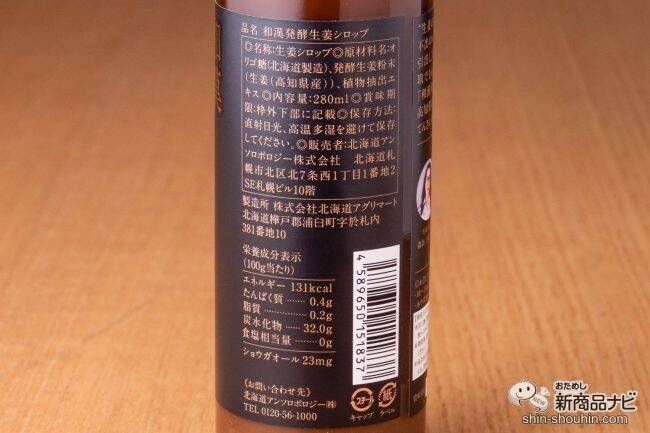 品名 和漢発酵生姜シロップ
◎名称:生姜シロップ◎原材料名:オ
リゴ糖(北海道製造)、発酵生姜粉末
(生姜(高知県産))、植物抽出エ
キス◎内容量:280ml◎賞味期
限:枠外下部に記載◎保存方法:
直射日光、高温多湿を避けて保存
してください。◎販売者:北海道アン
ソロポロジー株式会社 北海道札
幌市北区北7条西1丁目1番地2
SE札幌ビル10階
製造所 株式会社北海道アグリマート
北海道樺戸郡浦臼町字於札内
381番地10
栄養成分表示
(100g当たり)
エネルギー 131kcal
たんぱく質 0.4g
脂質 0.2g
炭水化物 32.0g
食塩相当量 0g
ショウガオール 23mg
《お問い合わせ先》
北海道アンソロポロジー㈱
TEL 0120-56-1000
4589650151837
スチール
キャップ
紙
ラベル
おためし
新商品ナビ
NEW
shin-shouhin.com